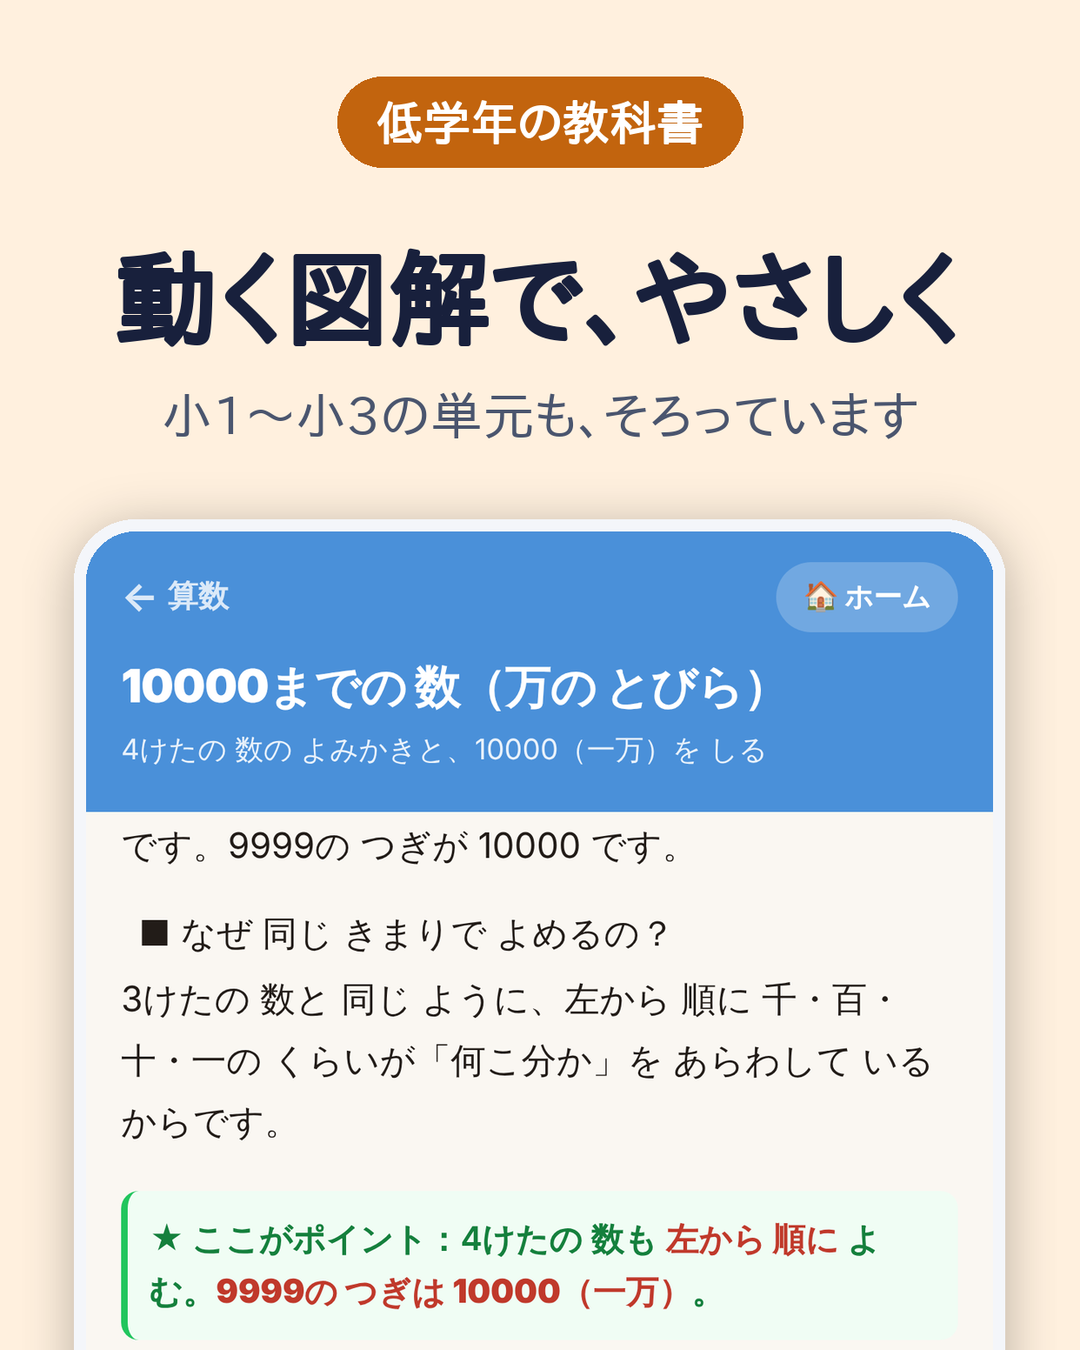 低学年の教科書
動く図解で、やさしく
小1〜小3の単元も、そろっています
← 算数
🏠 ホーム
10000までの 数（万の とびら）
4けたの 数の よみかきと、10000（一万）を しる
です。9999の つぎが 10000 です。
■ なぜ 同じ きまりで よめるの？
3けたの 数と 同じ ように、左から 順に 千・百・
十・一の くらいが「何こ分か」を あらわして いる
からです。
★ ここがポイント：4けたの 数も 左から 順に よ
む。9999の つぎは 10000（一万）。